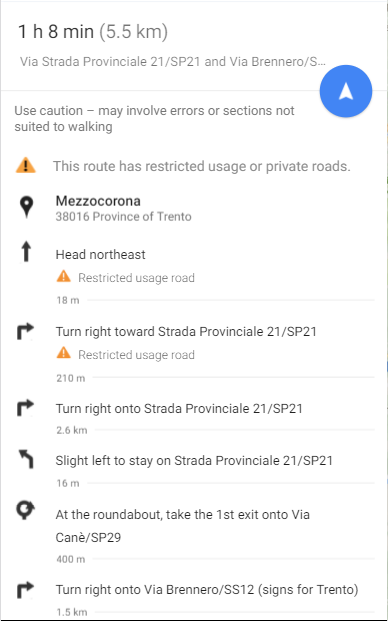 1 h 8 min (5.5 km)
Via Strada Provinciale 21/SP21 and Via Brennero/S...
Use caution – may involve errors or sections not
suited to walking
This route has restricted usage or private roads.
Mezzocorona
38016 Province of Trento
Head northeast
Restricted usage road
18 m
Turn right toward Strada Provinciale 21/SP21
Restricted usage road
210 m
Turn right onto Strada Provinciale 21/SP21
2.6 km
Slight left to stay on Strada Provinciale 21/SP21
16 m
At the roundabout, take the 1st exit onto Via
Canè/SP29
400 m
Turn right onto Via Brennero/SS12 (signs for Trento)
1.5 km